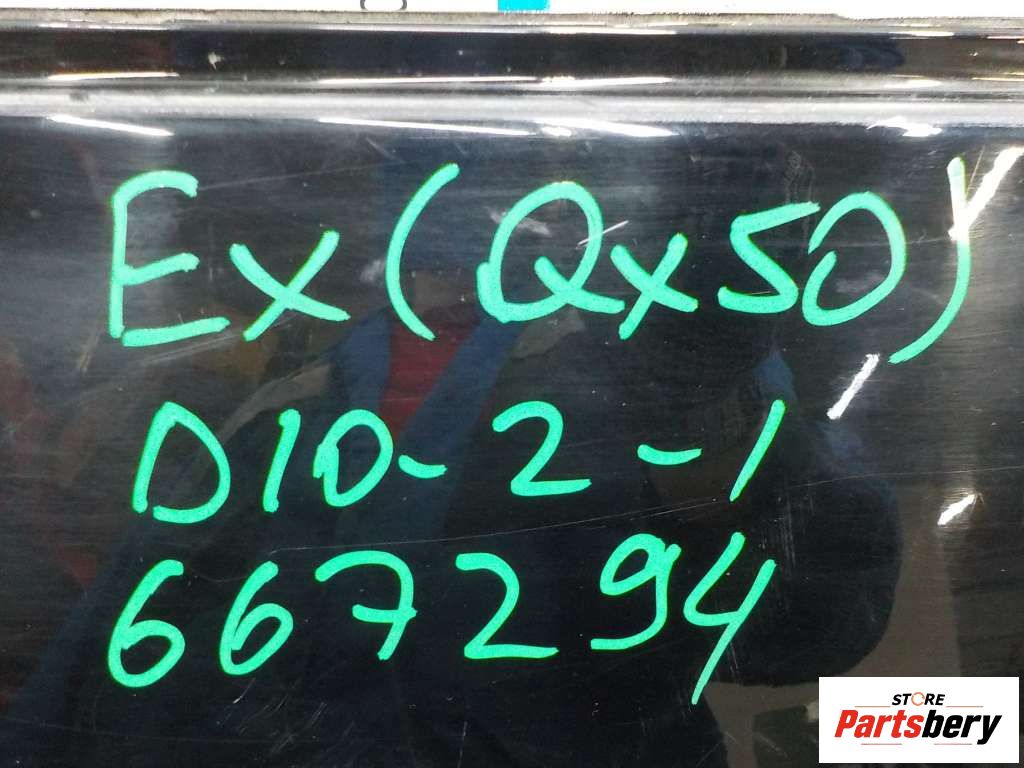 Ex(Qx50)
D10-2-1
667294
STORE
Partsbery